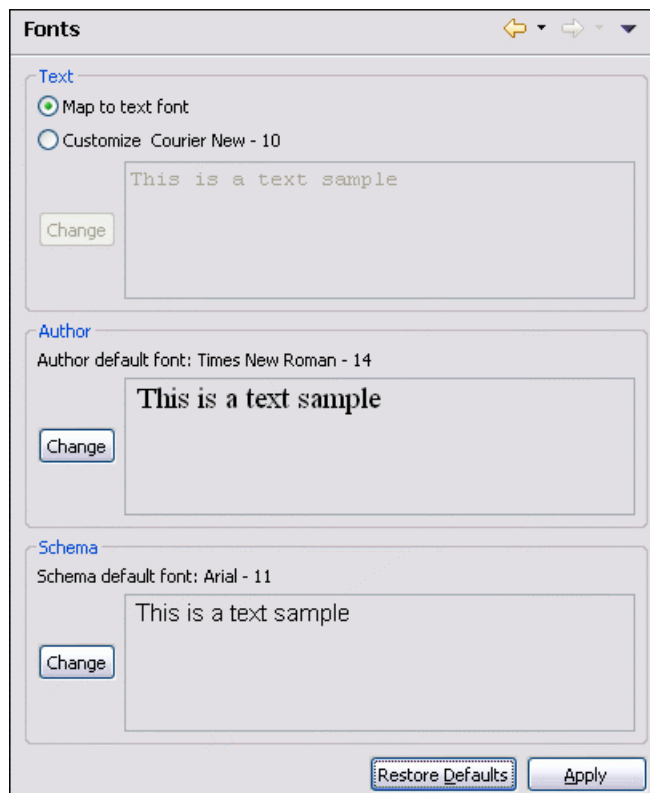 Fonts
Text
Map to text font
Customize Courier New - 10
This is a text sample
Change
Author
Author default font: Times New Roman - 14
This is a text sample
Change
Schema
Schema default font: Arial - 11
This is a text sample
Change
Restore Defaults Apply